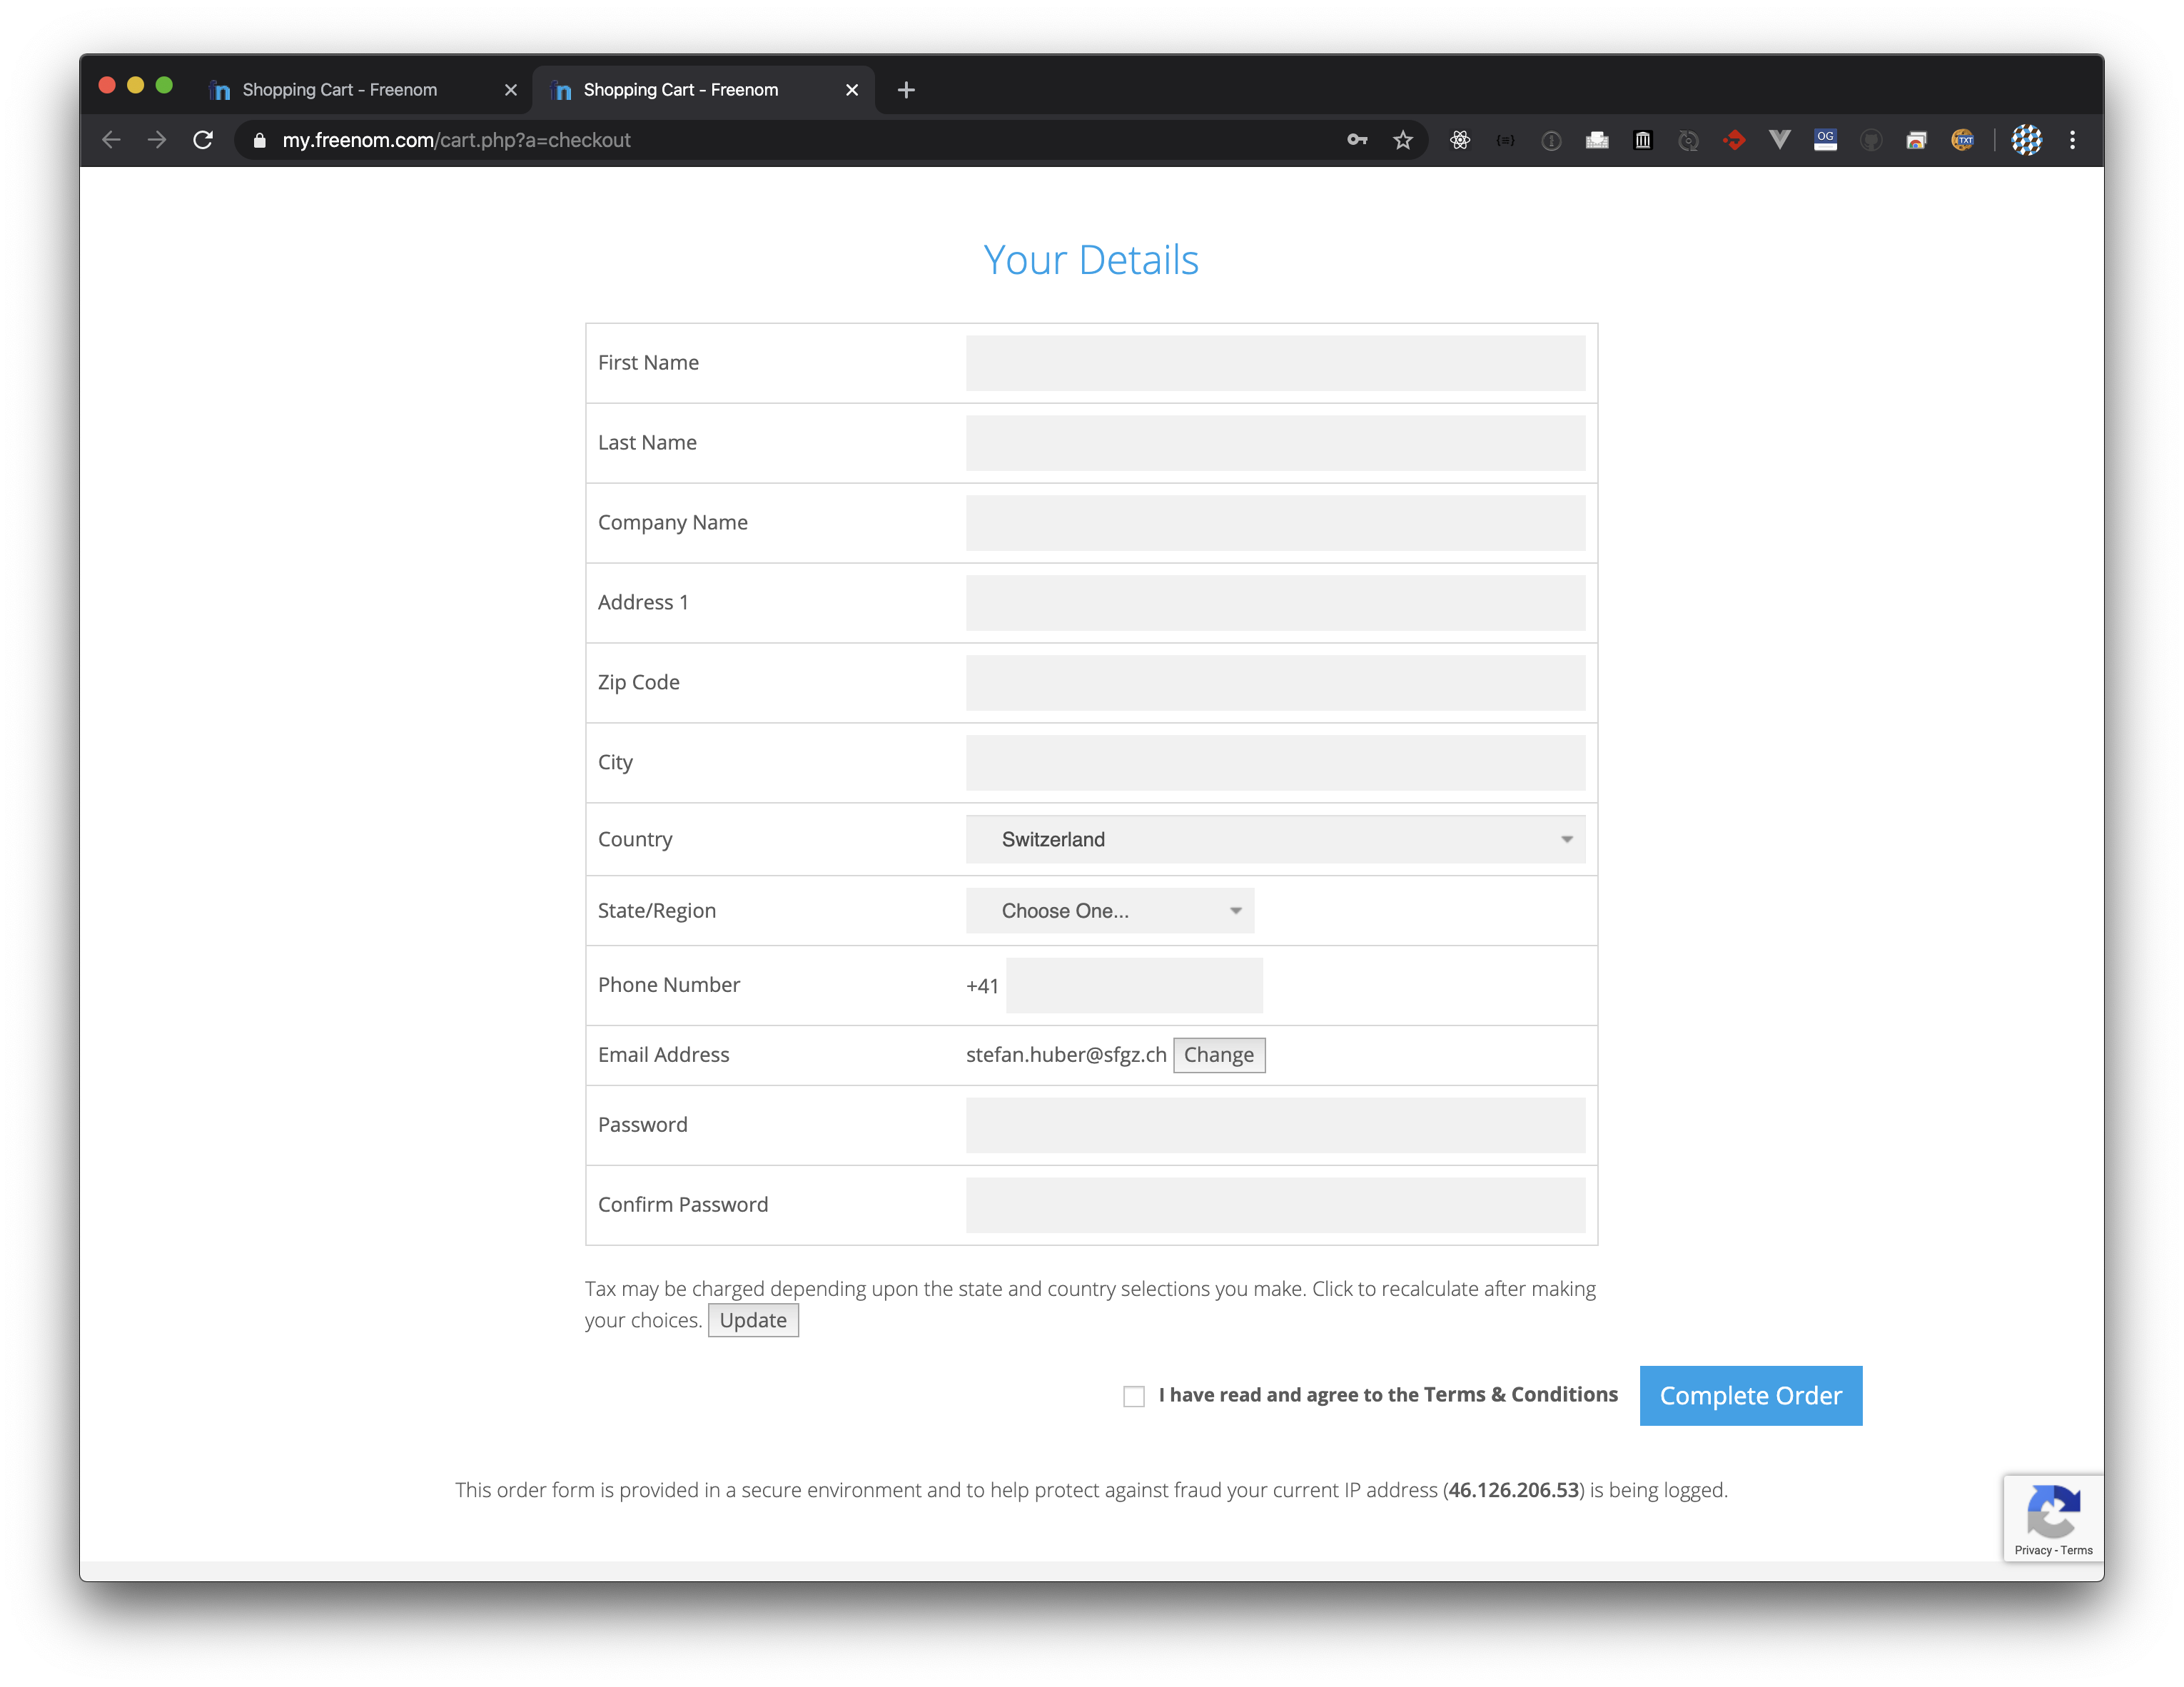 Shopping Cart - Freenom
Shopping Cart - Freenom
my.freenom.com/cart.php?a=checkout
OG
TXT
Your Details
First Name
Last Name
Company Name
Address 1
Zip Code
City
Country Switzerland
State/Region Choose One...
Phone Number +41
Email Address stefan.huber@sfgz.ch Change
Password
Confirm Password
Tax may be charged depending upon the state and country selections you make. Click to recalculate after making
your choices. Update
I have read and agree to the Terms & Conditions Complete Order
This order form is provided in a secure environment and to help protect against fraud your current IP address (46.126.206.53) is being logged.
Privacy - Terms